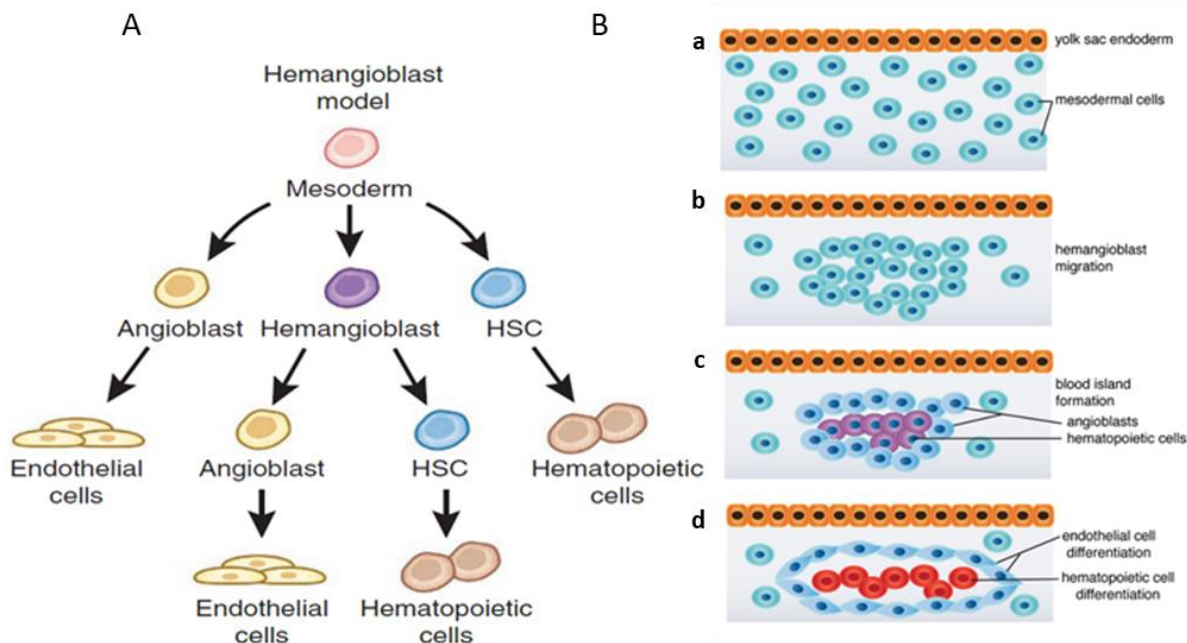 A
Hemangioblast
model
Mesoderm
Angioblast
Hemangioblast
HSC
Endothelial
cells
Angioblast
HSC
Hematopoietic
cells
Endothelial
cells
Hematopoietic
cells
B
a
yolk sac endoderm
mesodermal cells
b
hemangioblast
migration
c
blood island
formation
angioblasts
hematopoietic cells
d
endothelial cell
differentiation
hematopoietic cell
differentiation